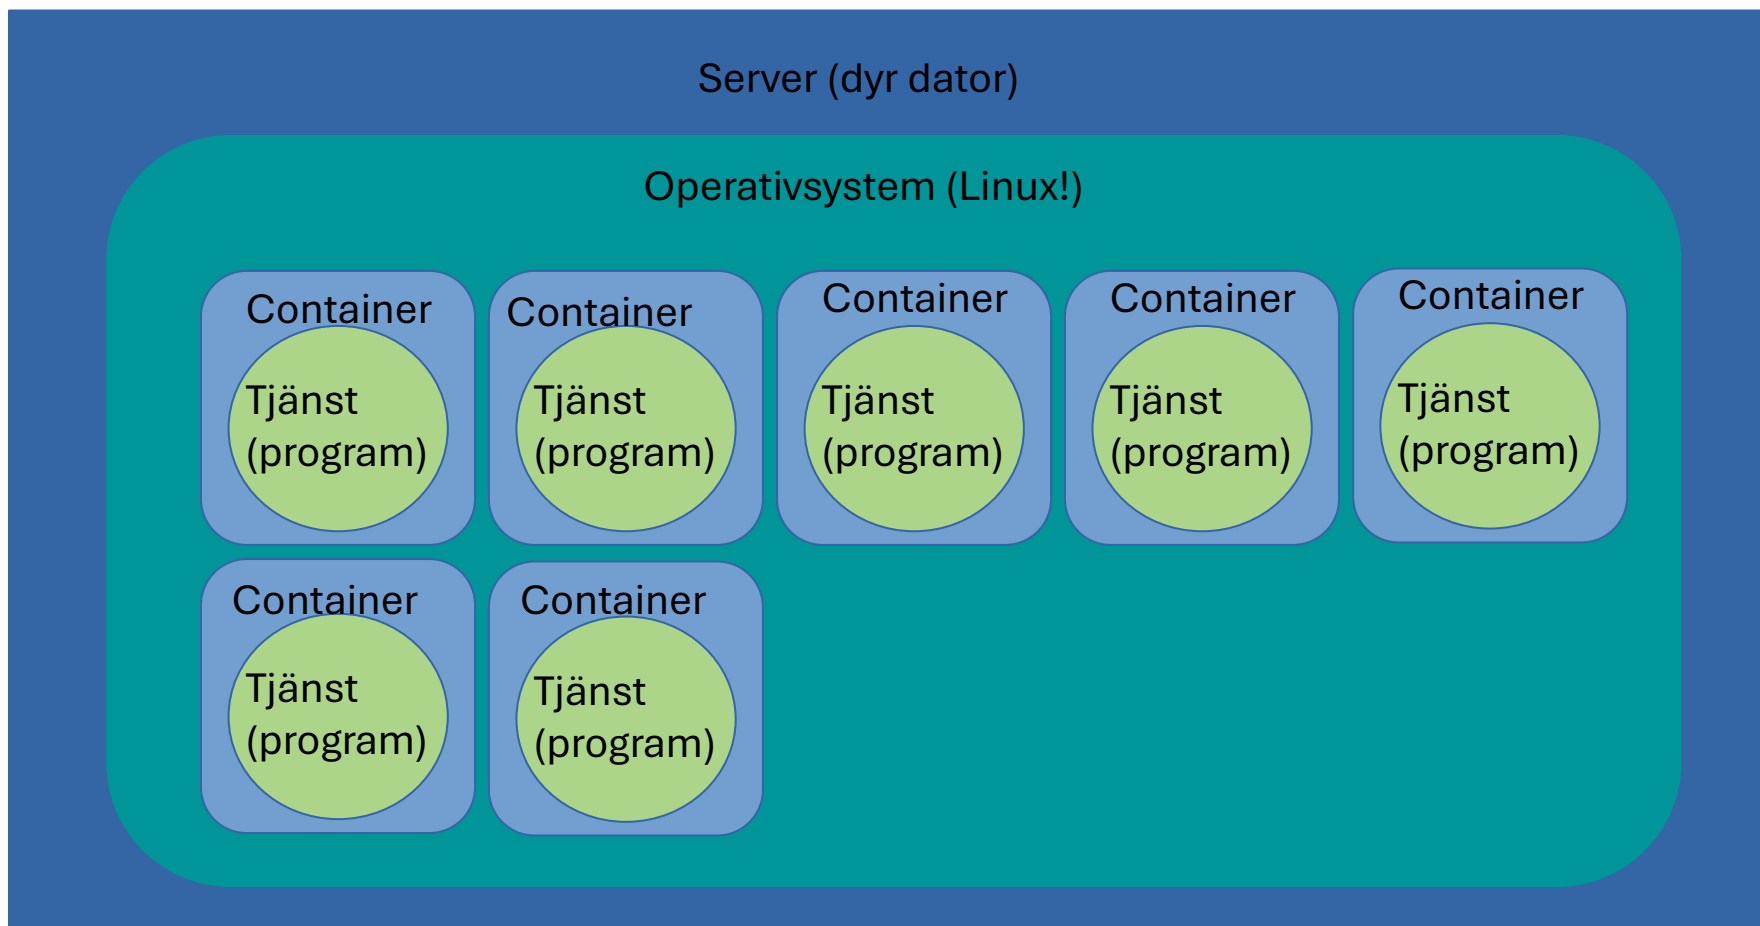 Server (dyr dator)
Operativsystem (Linux!)
Container
Tjänst
(program)
Container
Tjänst
(program)
Container
Tjänst
(program)
Container
Tjänst
(program)
Container
Tjänst
(program)
Container
Tjänst
(program)
Container
Tjänst
(program)